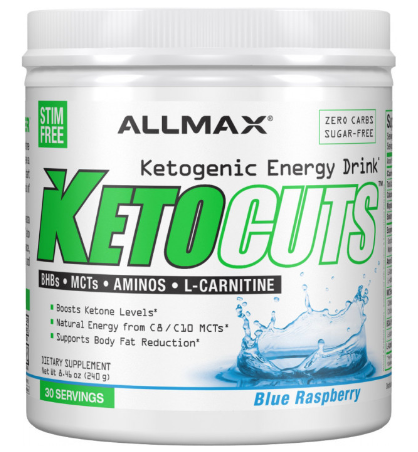 STIM
FREE
ALLMAX®
ZERO CARBS
SUGAR-FREE
Ketogenic Energy Drink*
KETOCUTS™
BHBs • MCTs • AMINOS • L-CARNITINE
Boosts Ketone Levels*
Natural Energy from C8/C10 MCTs*
Supports Body Fat Reduction*
DIETARY SUPPLEMENT
Net Wt 8.46 oz (240 g)
30 SERVINGS
Blue Raspberry